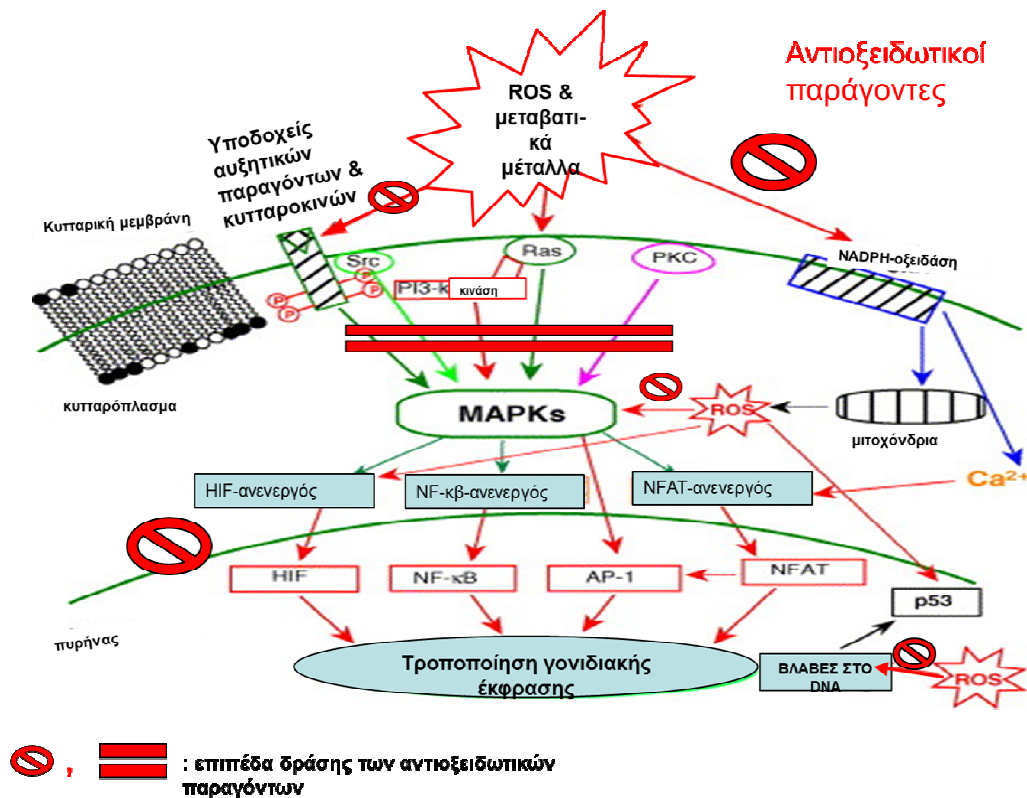 Αντιοξειδωτικοί
παράγοντες
ROS &
μεταβατι-
κά
μέταλλα
Υποδοχείς
αυξητικών
παραγόντων &
κυτταροκινών
Κυτταρική μεμβράνη
κυτταρόπλασμα
Src
Ras
PKC
NADPH-οξειδάση
P
P
P
P
PI3-κ
κινάση
MAPKs
ROS
μιτοχόνδρια
Ca2+
HIF-ανενεργός
NF-κβ-ανενεργός
NFAT-ανενεργός
HIF
NF-κB
AP-1
NFAT
p53
πυρήνας
Τροποποίηση γονιδιακής
έκφρασης
ΒΛΑΒΕΣ ΣΤΟ
DNA
ROS
, : επιπέδα δράσης των αντιοξειδωτικών
παραγόντων